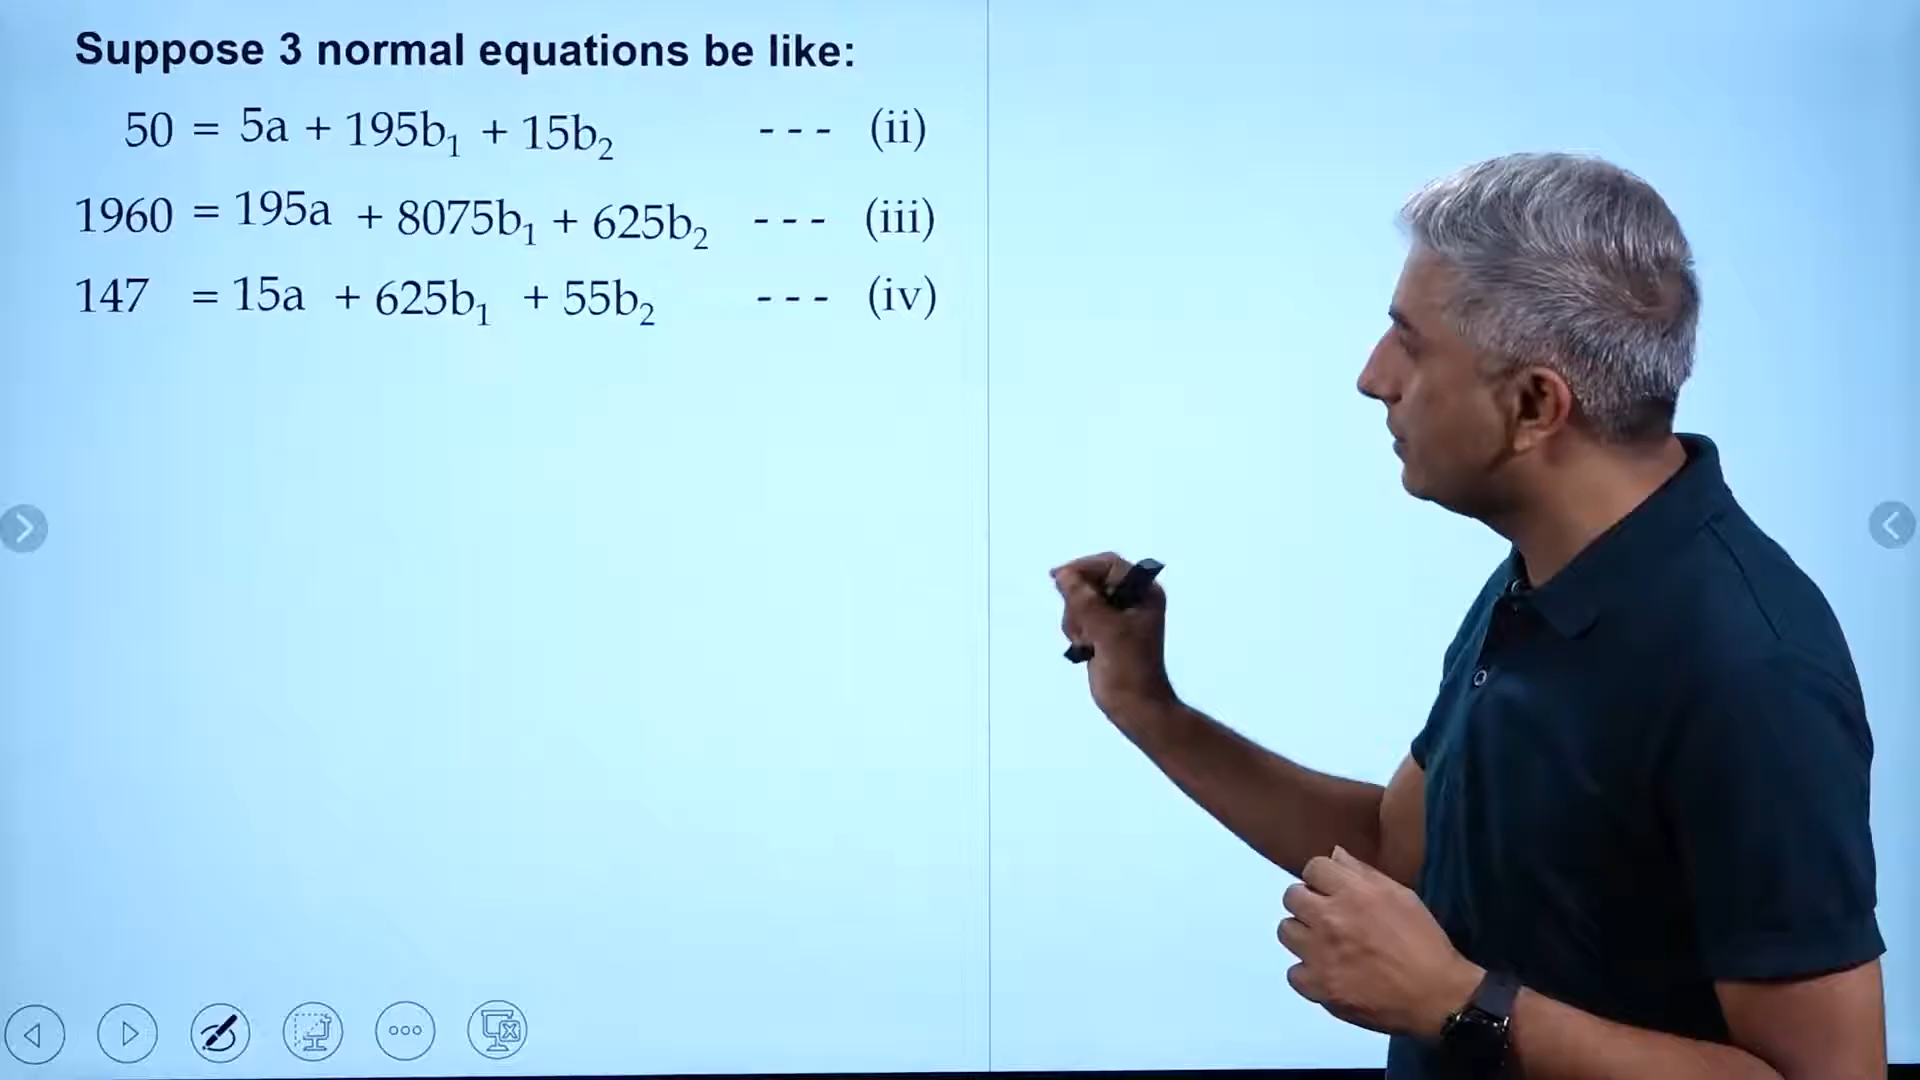 Suppose 3 normal equations be like:
50 = 5a + 195b₁ + 15b₂ - - - (ii)
1960 = 195a + 8075b₁ + 625b₂ - - - (iii)
147 = 15a + 625b₁ + 55b₂ - - - (iv)